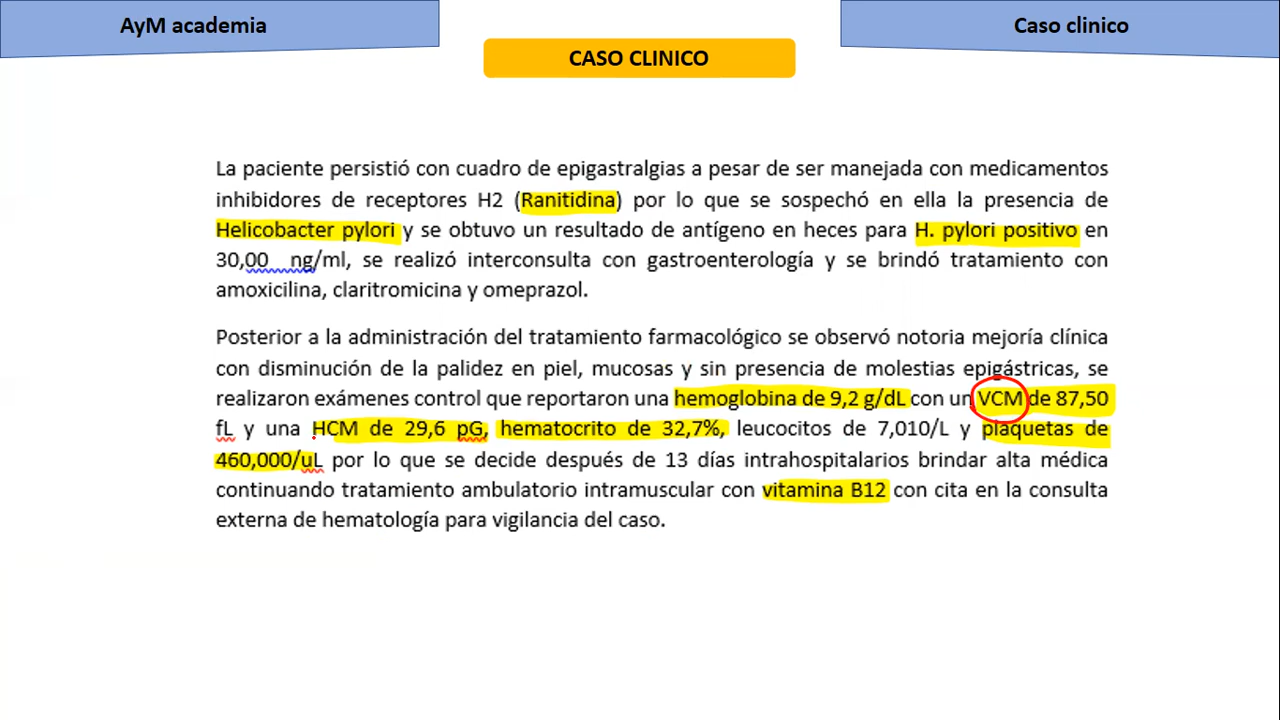 AyM academia
Caso clinico
CASO CLINICO
La paciente persistió con cuadro de epigastralgias a pesar de ser manejada con medicamentos
inhibidores de receptores H2 (Ranitidina) por lo que se sospechó en ella la presencia de
Helicobacter pylori y se obtuvo un resultado de antígeno en heces para H. pylori positivo en
30,00 ng/ml, se realizó interconsulta con gastroenterología y se brindó tratamiento con
amoxicilina, claritromicina y omeprazol.
Posterior a la administración del tratamiento farmacológico se observó notoria mejoría clínica
con disminución de la palidez en piel, mucosas y sin presencia de molestias epigástricas, se
realizaron exámenes control que reportaron una hemoglobina de 9,2 g/dL con un VCM de 87,50
fL y una HCM de 29,6 pG, hematocrito de 32,7%, leucocitos de 7,010/L y plaquetas de
460,000/uL por lo que se decide después de 13 días intrahospitalarios brindar alta médica
continuando tratamiento ambulatorio intramuscular con vitamina B12 con cita en la consulta
externa de hematología para vigilancia del caso.